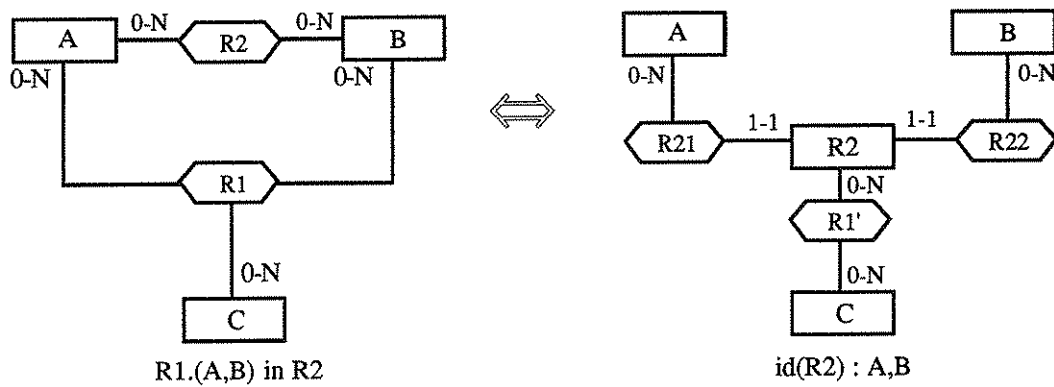 A 0-N R2 0-N B
0-N 0-N
R1
0-N
C
R1.(A,B) in R2
A B
0-N 0-N
R21 1-1 R2 1-1 R22
0-N
R1'
0-N
C
id(R2) : A,B